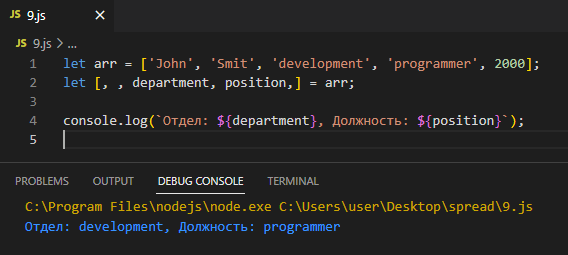 JS 9.js ×
JS 9.js > ...
1 let arr = ['John', 'Smit', 'development', 'programmer', 2000];
2 let [, , department, position,] = arr;
3
4 console.log(`Отдел: ${department}, Должность: ${position}`);
5
PROBLEMS OUTPUT DEBUG CONSOLE TERMINAL
C:\Program Files\nodejs\node.exe C:\Users\user\Desktop\spread\9.js
Отдел: development, Должность: programmer